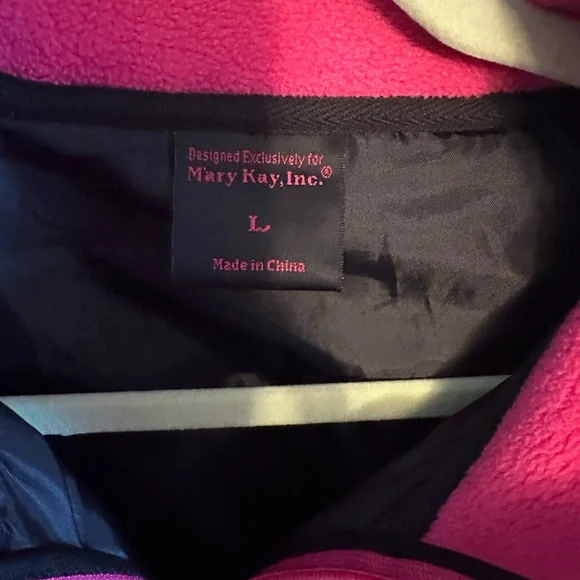 Designed Exclusively for
Mary Kay, Inc.®
L
Made in China